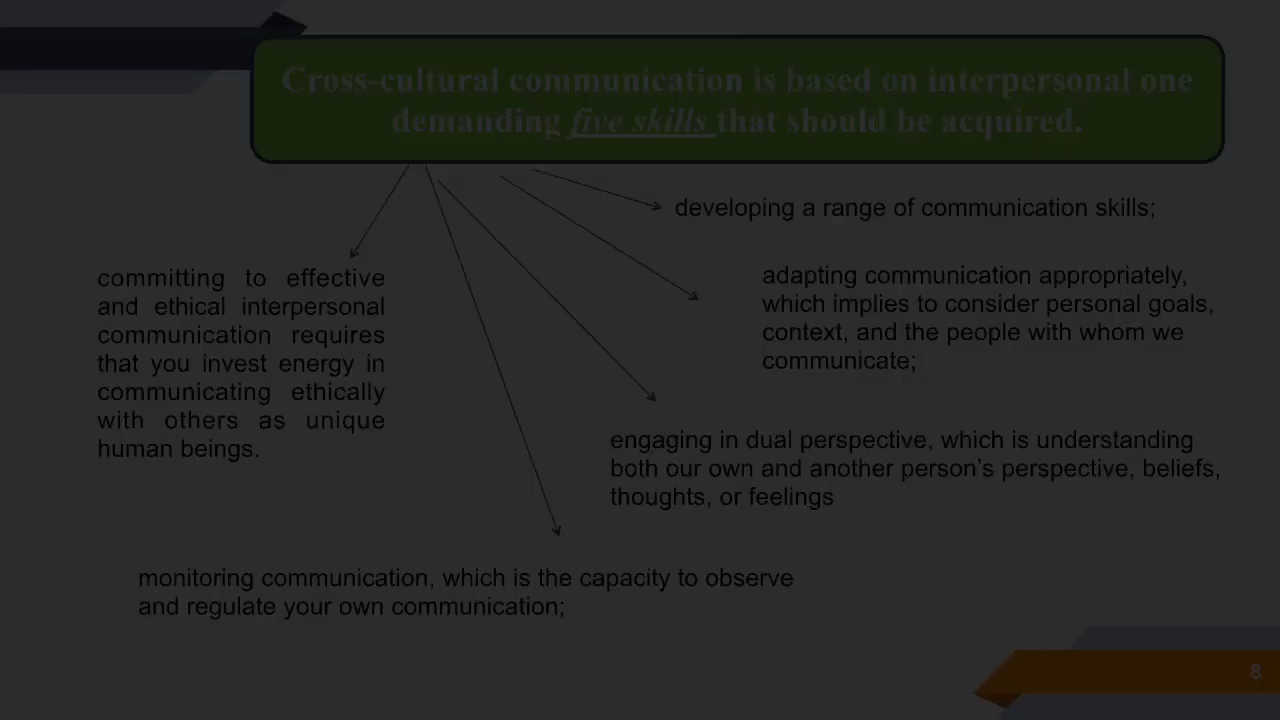 Cross-cultural communication is based on interpersonal one
demanding five skills that should be acquired.
developing a range of communication skills;
adapting communication appropriately,
which implies to consider personal goals,
context, and the people with whom we
communicate;
committing to effective
and ethical interpersonal
communication requires
that you invest energy in
communicating ethically
with others as unique
human beings.
engaging in dual perspective, which is understanding
both our own and another person’s perspective, beliefs,
thoughts, or feelings
monitoring communication, which is the capacity to observe
and regulate your own communication;
8